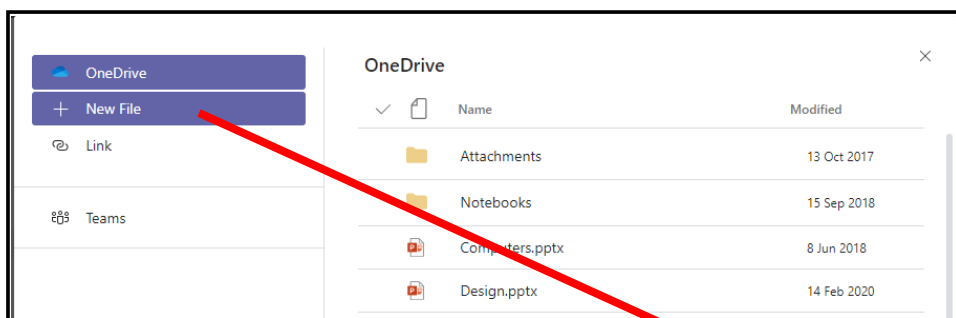 OneDrive
New File
Link
Teams
OneDrive
Name Modified
Attachments 13 Oct 2017
Notebooks 15 Sep 2018
Computers.pptx 8 Jun 2018
Design.pptx 14 Feb 2020